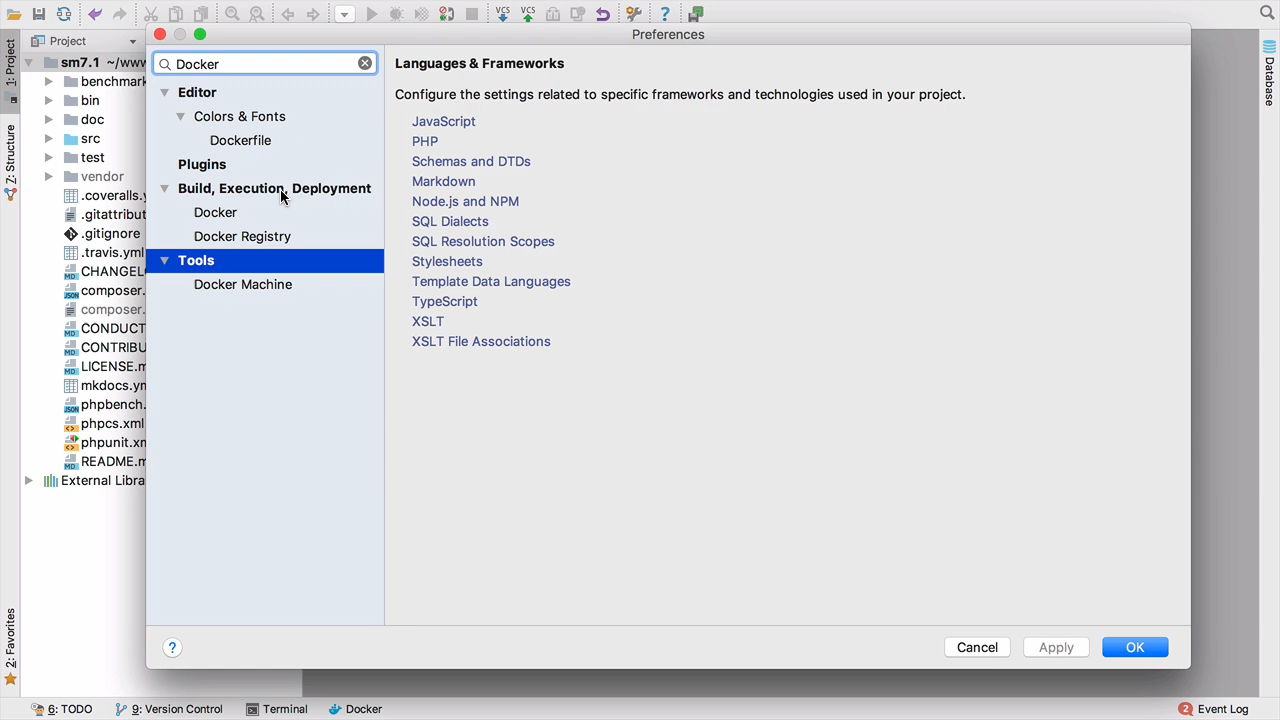 VCS
VCS
?
Preferences
1: Project
Z: Structure
2: Favorites
Project
sm7.1 ~/www
benchmark
bin
doc
src
test
vendor
.coveralls.y
.gitattribut
.gitignore
.travis.yml
CHANGELO
composer.
composer.
CONDUCT
CONTRIBU
LICENSE.m
mkdocs.ym
phpbench.
phpcs.xml
phpunit.xm
README.m
External Libra
Docker
Editor
Colors & Fonts
Dockerfile
Plugins
Build, Execution, Deployment
Docker
Docker Registry
Tools
Docker Machine
Languages & Frameworks
Configure the settings related to specific frameworks and technologies used in your project.
JavaScript
PHP
Schemas and DTDs
Markdown
Node.js and NPM
SQL Dialects
SQL Resolution Scopes
Stylesheets
Template Data Languages
TypeScript
XSLT
XSLT File Associations
?
Cancel
Apply
OK
Database
6: TODO
9: Version Control
Terminal
Docker
2 Event Log